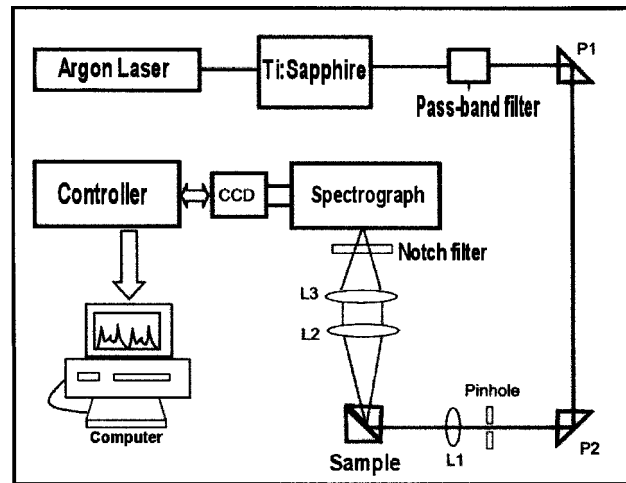 Argon Laser
Ti:Sapphire
P1
Pass-band filter
Controller
CCD
Spectrograph
Notch filter
L3
L2
Pinhole
Computer
Sample
L1
P2